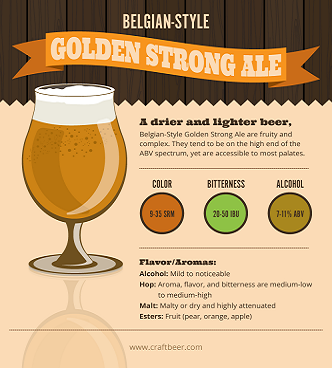 BELGIAN-STYLE
GOLDEN STRONG ALE
A drier and lighter beer,
Belgian-Style Golden Strong Ale are fruity and
complex. They tend to be on the high end of the
ABV spectrum, yet are accessible to most palates.
COLOR BITTERNESS ALCOHOL
9-35 SRM 20-50 IBU 7-11% ABV
Flavor/Aromas:
Alcohol: Mild to noticeable
Hop: Aroma, flavor, and bitterness are medium-low
to medium-high
Malt: Malty or dry and highly attenuated
Esters: Fruit (pear, orange, apple)
www.craftbeer.com